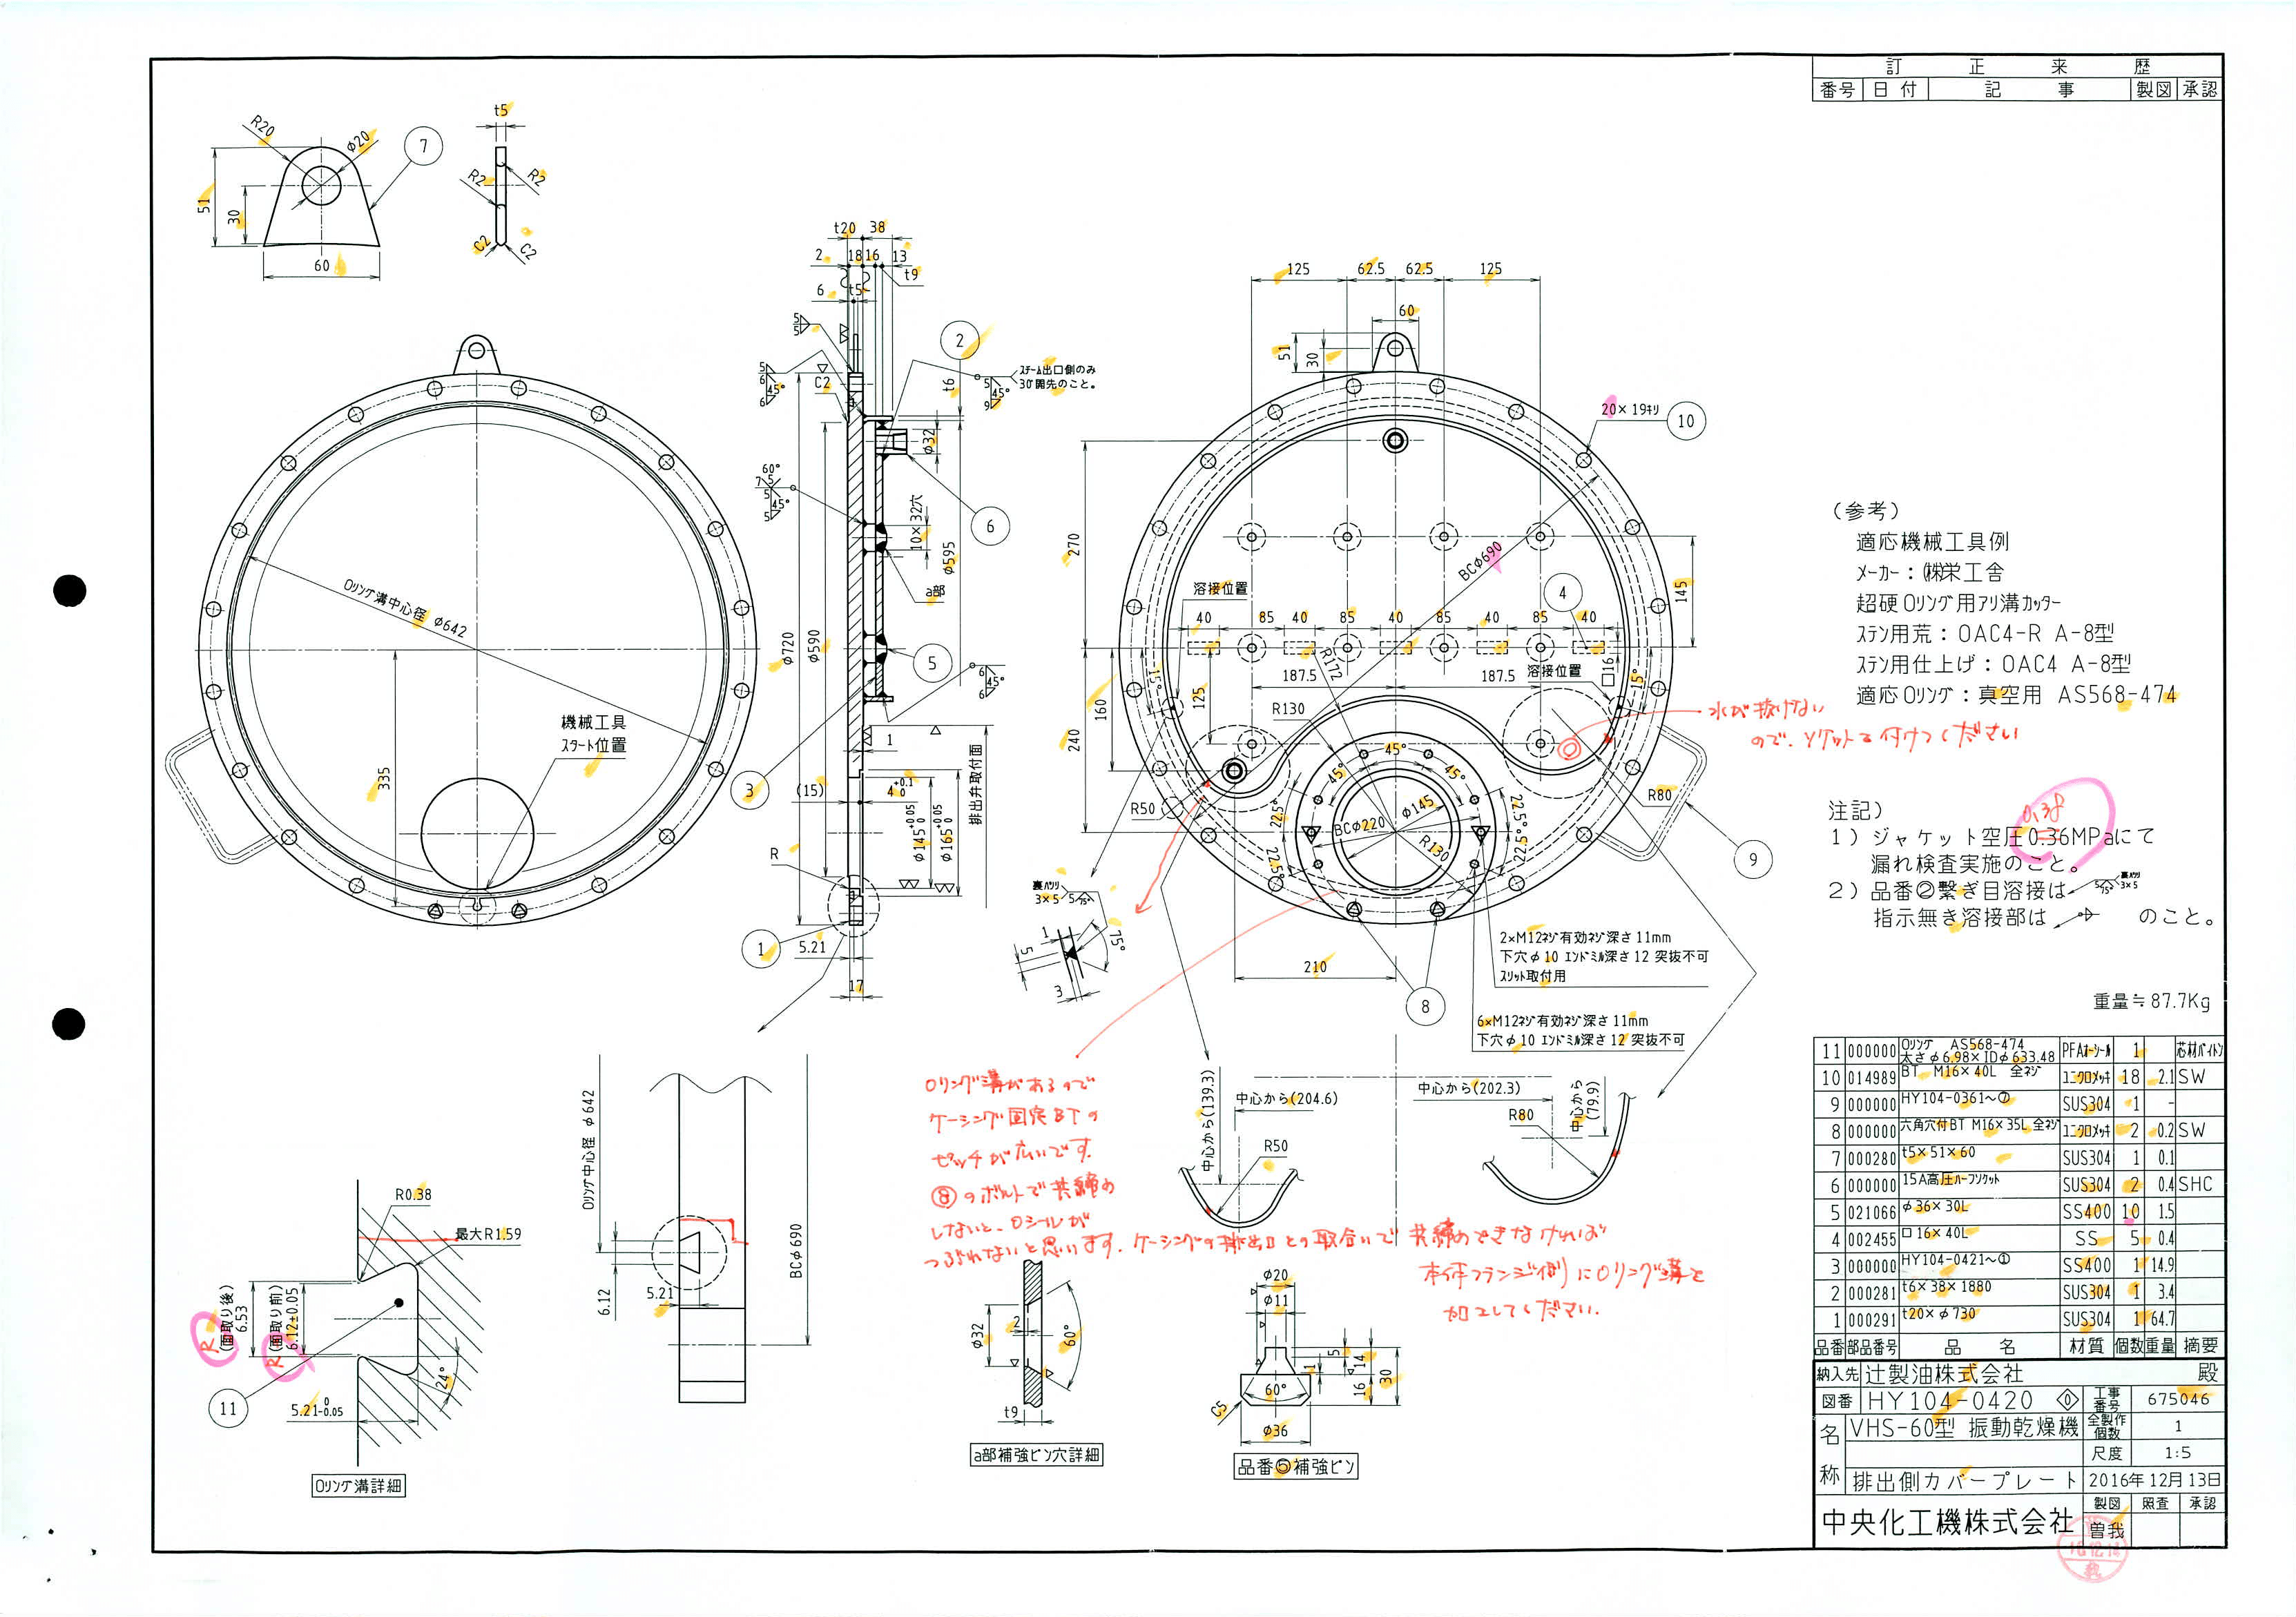 訂 正 来 歴
番号 日 付 記 事 製図 承認
R20
φ20
7
t5
R2
R2
51
30
60
C2
C2
Oリング溝中心径 φ642
335
機械工具
スタート位置
t20 38
2 18 16 13
t9
6 t5
5
5
5
6
45°
6
C2
2
t6
スチーム出口側のみ
30°開先のこと。
5
45°
9
φ32
60°
7 5
5
45°
5
10×32穴
φ595
6
a部
φ720
φ590
5
6
45°
6
1
3
(15)
4 +0.1 0
φ145 +0.05 0
φ165 +0.05 0
排出弁取付面
R
1
5.21
17
125 62.5 62.5 125
60
51
30
20×19キリ
10
270
BCφ690
145
溶接位置
4
40 85 40 85 40 85 40 85 40
R172
187.5 187.5
溶接位置
□16
15°
15°
125
160
240
R130
R50
45°
45°
45°
φ145
BCφ220
R130
22.5°
22.5°
22.5°
22.5°
R80
9
8
210
裏ハツリ
3×5 5 75°
1
5
75°
3
2×M12ネジ有効ネジ深さ11mm
下穴φ10 エンドミル深さ12 突抜不可
スリット取付用
6×M12ネジ有効ネジ深さ11mm
下穴φ10 エンドミル深さ12 突抜不可
水が抜けない
ので、ソケットを付けてください
(参考)
適応機械工具例
メーカー：㈱栄工舎
超硬Oリング用アリ溝カッター
ステン用荒：OAC4-R A-8型
ステン用仕上げ：OAC4 A-8型
適応Oリング：真空用 AS568-474
注記)
0.38
1) ジャケット空圧0.36MPaにて
漏れ検査実施のこと。
2) 品番②繋ぎ目溶接は 5 75° 裏ハツリ 3×5
指示無き溶接部は のこと。
重量≒87.7Kg
Oリング溝があるので
ケーシング固定BTの
ピッチが広いです。
⑧のボルトで共締め
しないと、Oシールが
つぶれないと思います。ケーシングの排出口との取合いで共締めできなければ
本体フランジ側にOリング溝を
加工してください。
中心から(139.3)
中心から(204.6)
R50
中心から(202.3)
中心から(79.9)
R80
R0.38
最大R1.59
R
(面取り後)
6.53
R
(面取り前)
6.12±0.05
24°
11
5.21 0 -0.05
Oリング溝詳細
Oリング中心径 φ642
6.12
5.21
BCφ690
φ32
2
60°
t9
a部補強ピン穴詳細
φ20
φ11
5
1
14
16
30
60°
C5
φ36
品番⑤補強ピン
11 000000 Oリング AS568-474 太さφ6.98×IDφ633.48 PFAオーシール 1 芯材バイトン
10 014989 BT M16×40L 全ネジ ユニクロメッキ 18 2.1 SW
9 000000 HY104-0361~⑦ SUS304 1 -
8 000000 六角穴付BT M16×35L 全ネジ ユニクロメッキ 2 0.2 SW
7 000280 t5×51×60 SUS304 1 0.1
6 000000 15A高圧ハーフソケット SUS304 2 0.4 SHC
5 021066 φ36×30L SS400 10 1.5
4 002455 □16×40L SS 5 0.4
3 000000 HY104-0421~① SS400 1 14.9
2 000281 t6×38×1880 SUS304 1 3.4
1 000291 t20×φ730 SUS304 1 64.7
品番 部品番号 品 名 材質 個数 重量 摘要
納入先 辻製油株式会社 殿
図番 HY104-0420 ◇0 工事番号 675046
名称 VHS-60型 振動乾燥機 全製作個数 1
尺度 1:5
排出側カバープレート 2016年12月13日
中央化工機株式会社 製図 照査 承認
曽我